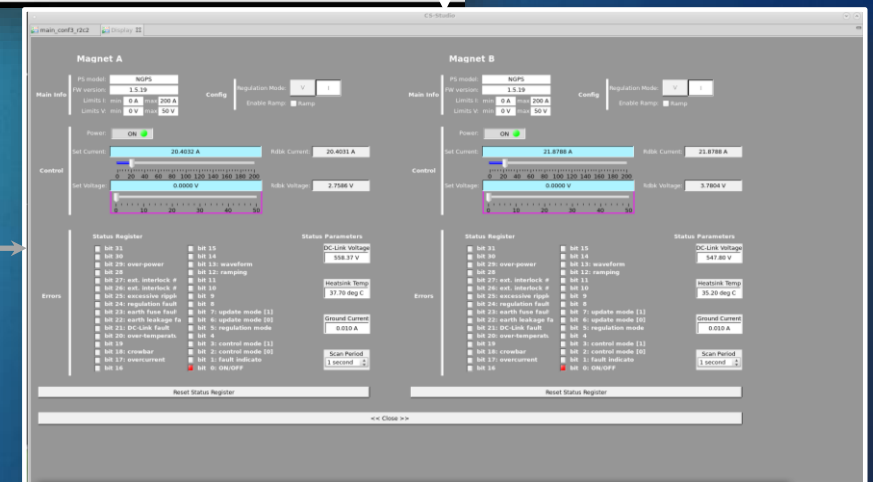 CS-Studio
main_conf3_r2c2 Display
Magnet A
Main Info
PS model: NGPS
FW version: 1.5.19
Limits I: min 0 A max 200 A
Limits V: min 0 V max 50 V
Config
Regulation Mode: V I
Enable Ramp: Ramp
Control
Power: ON
Set Current: 20.4032 A Rdbk Current: 20.4031 A
0 20 40 60 80 100 120 140 160 180 200
Set Voltage: 0.0000 V Rdbk Voltage: 2.7586 V
0 10 20 30 40 50
Errors
Status Register
bit 31
bit 30
bit 29: over-power
bit 28
bit 27: ext. interlock #
bit 26: ext. interlock #
bit 25: excessive rippl
bit 24: regulation fault
bit 23: earth fuse fault
bit 22: earth leakage fa
bit 21: DC-Link fault
bit 20: over-temperatu
bit 19
bit 18: crowbar
bit 17: overcurrent
bit 16
bit 15
bit 14
bit 13: waveform
bit 12: ramping
bit 11
bit 10
bit 9
bit 8
bit 7: update mode [1]
bit 6: update mode [0]
bit 5: regulation mode
bit 4
bit 3: control mode [1]
bit 2: control mode [0]
bit 1: fault indicato
bit 0: ON/OFF
Status Parameters
DC-Link Voltage
558.37 V
Heatsink Temp
37.70 deg C
Ground Current
0.010 A
Scan Period
1 second
Reset Status Register
Magnet B
Main Info
PS model: NGPS
FW version: 1.5.19
Limits I: min 0 A max 200 A
Limits V: min 0 V max 50 V
Config
Regulation Mode: V I
Enable Ramp: Ramp
Control
Power: ON
Set Current: 21.8788 A Rdbk Current: 21.8788 A
0 20 40 60 80 100 120 140 160 180 200
Set Voltage: 0.0000 V Rdbk Voltage: 3.7804 V
0 10 20 30 40 50
Errors
Status Register
bit 31
bit 30
bit 29: over-power
bit 28
bit 27: ext. interlock #
bit 26: ext. interlock #
bit 25: excessive rippl
bit 24: regulation fault
bit 23: earth fuse fault
bit 22: earth leakage fa
bit 21: DC-Link fault
bit 20: over-temperatu
bit 19
bit 18: crowbar
bit 17: overcurrent
bit 16
bit 15
bit 14
bit 13: waveform
bit 12: ramping
bit 11
bit 10
bit 9
bit 8
bit 7: update mode [1]
bit 6: update mode [0]
bit 5: regulation mode
bit 4
bit 3: control mode [1]
bit 2: control mode [0]
bit 1: fault indicato
bit 0: ON/OFF
Status Parameters
DC-Link Voltage
547.80 V
Heatsink Temp
35.20 deg C
Ground Current
0.010 A
Scan Period
1 second
Reset Status Register
<< Close >>